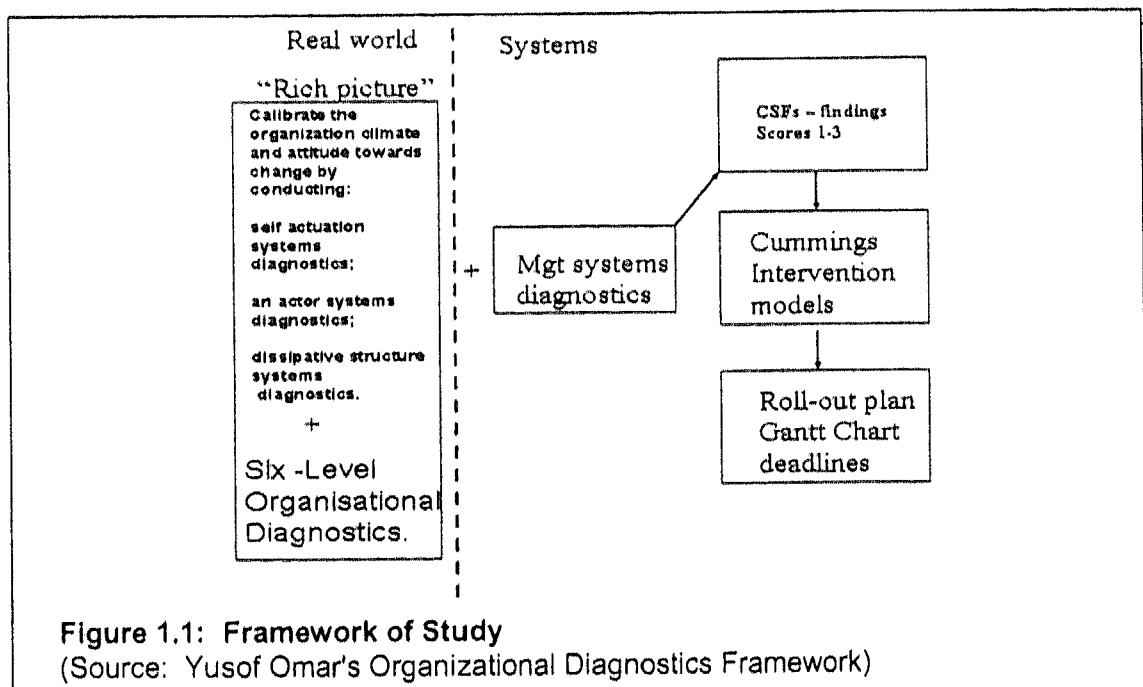 Real world
Systems
“Rich picture”
Calibrate the
organization climate
and attitude towards
change by
conducting:
self actuation
systems
diagnostics;
an actor systems
diagnostics;
dissipative structure
systems
diagnostics.
+
Six -Level
Organisational
Diagnostics.
+
Mgt systems
diagnostics
CSFs – findings
Scores 1-3
Cummings
Intervention
models
Roll-out plan
Gantt Chart
deadlines
Figure 1.1: Framework of Study
(Source: Yusof Omar's Organizational Diagnostics Framework)